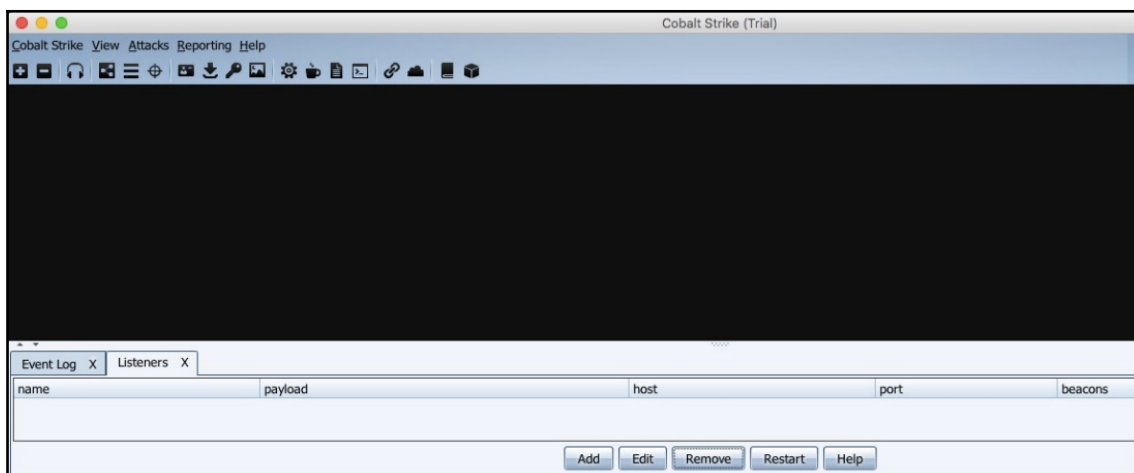 Cobalt Strike (Trial)
Cobalt Strike View Attacks Reporting Help
Event Log X Listeners X
name payload host port beacons
Add Edit Remove Restart Help